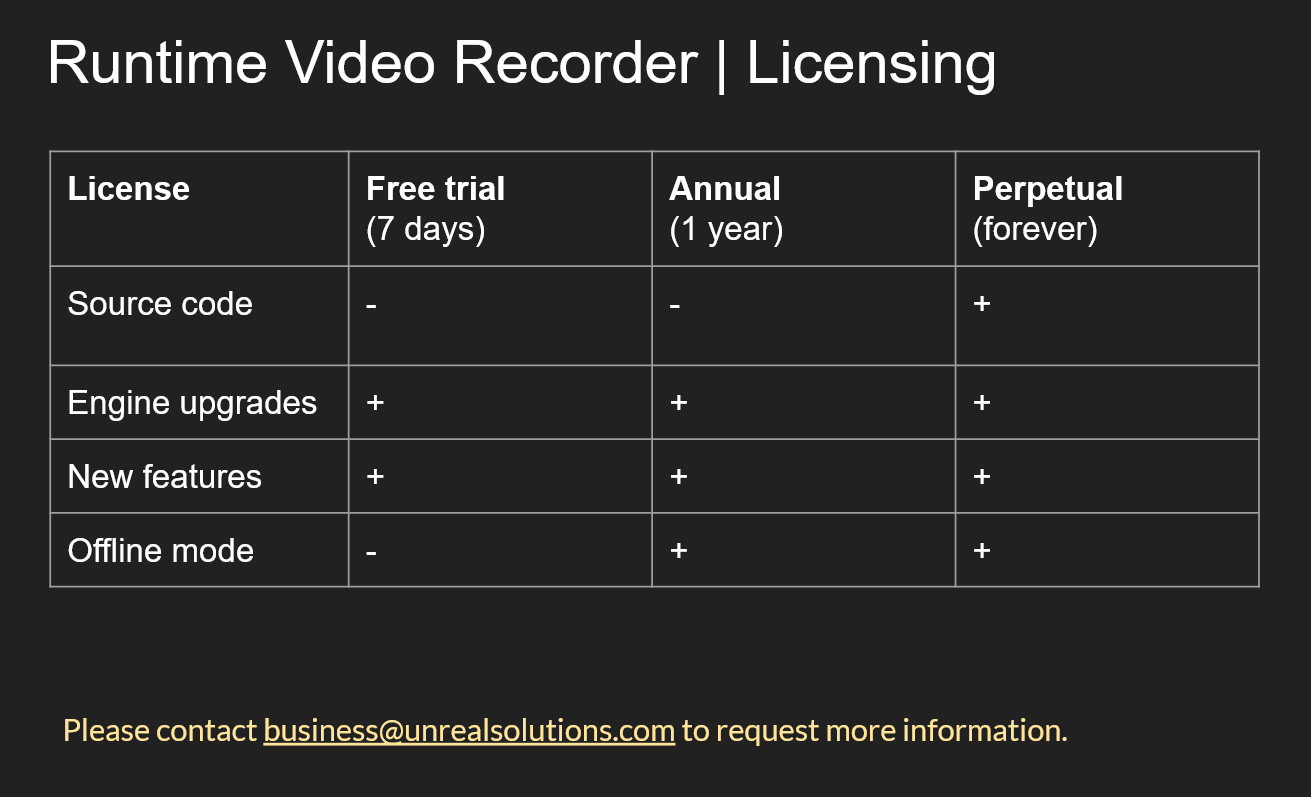 Runtime Video Recorder | Licensing
License Free trial Annual Perpetual
(7 days) (1 year) (forever)
Source code - - +
Engine upgrades + + +
New features + + +
Offline mode - + +
Please contact business@unrealsolutions.com to request more information.